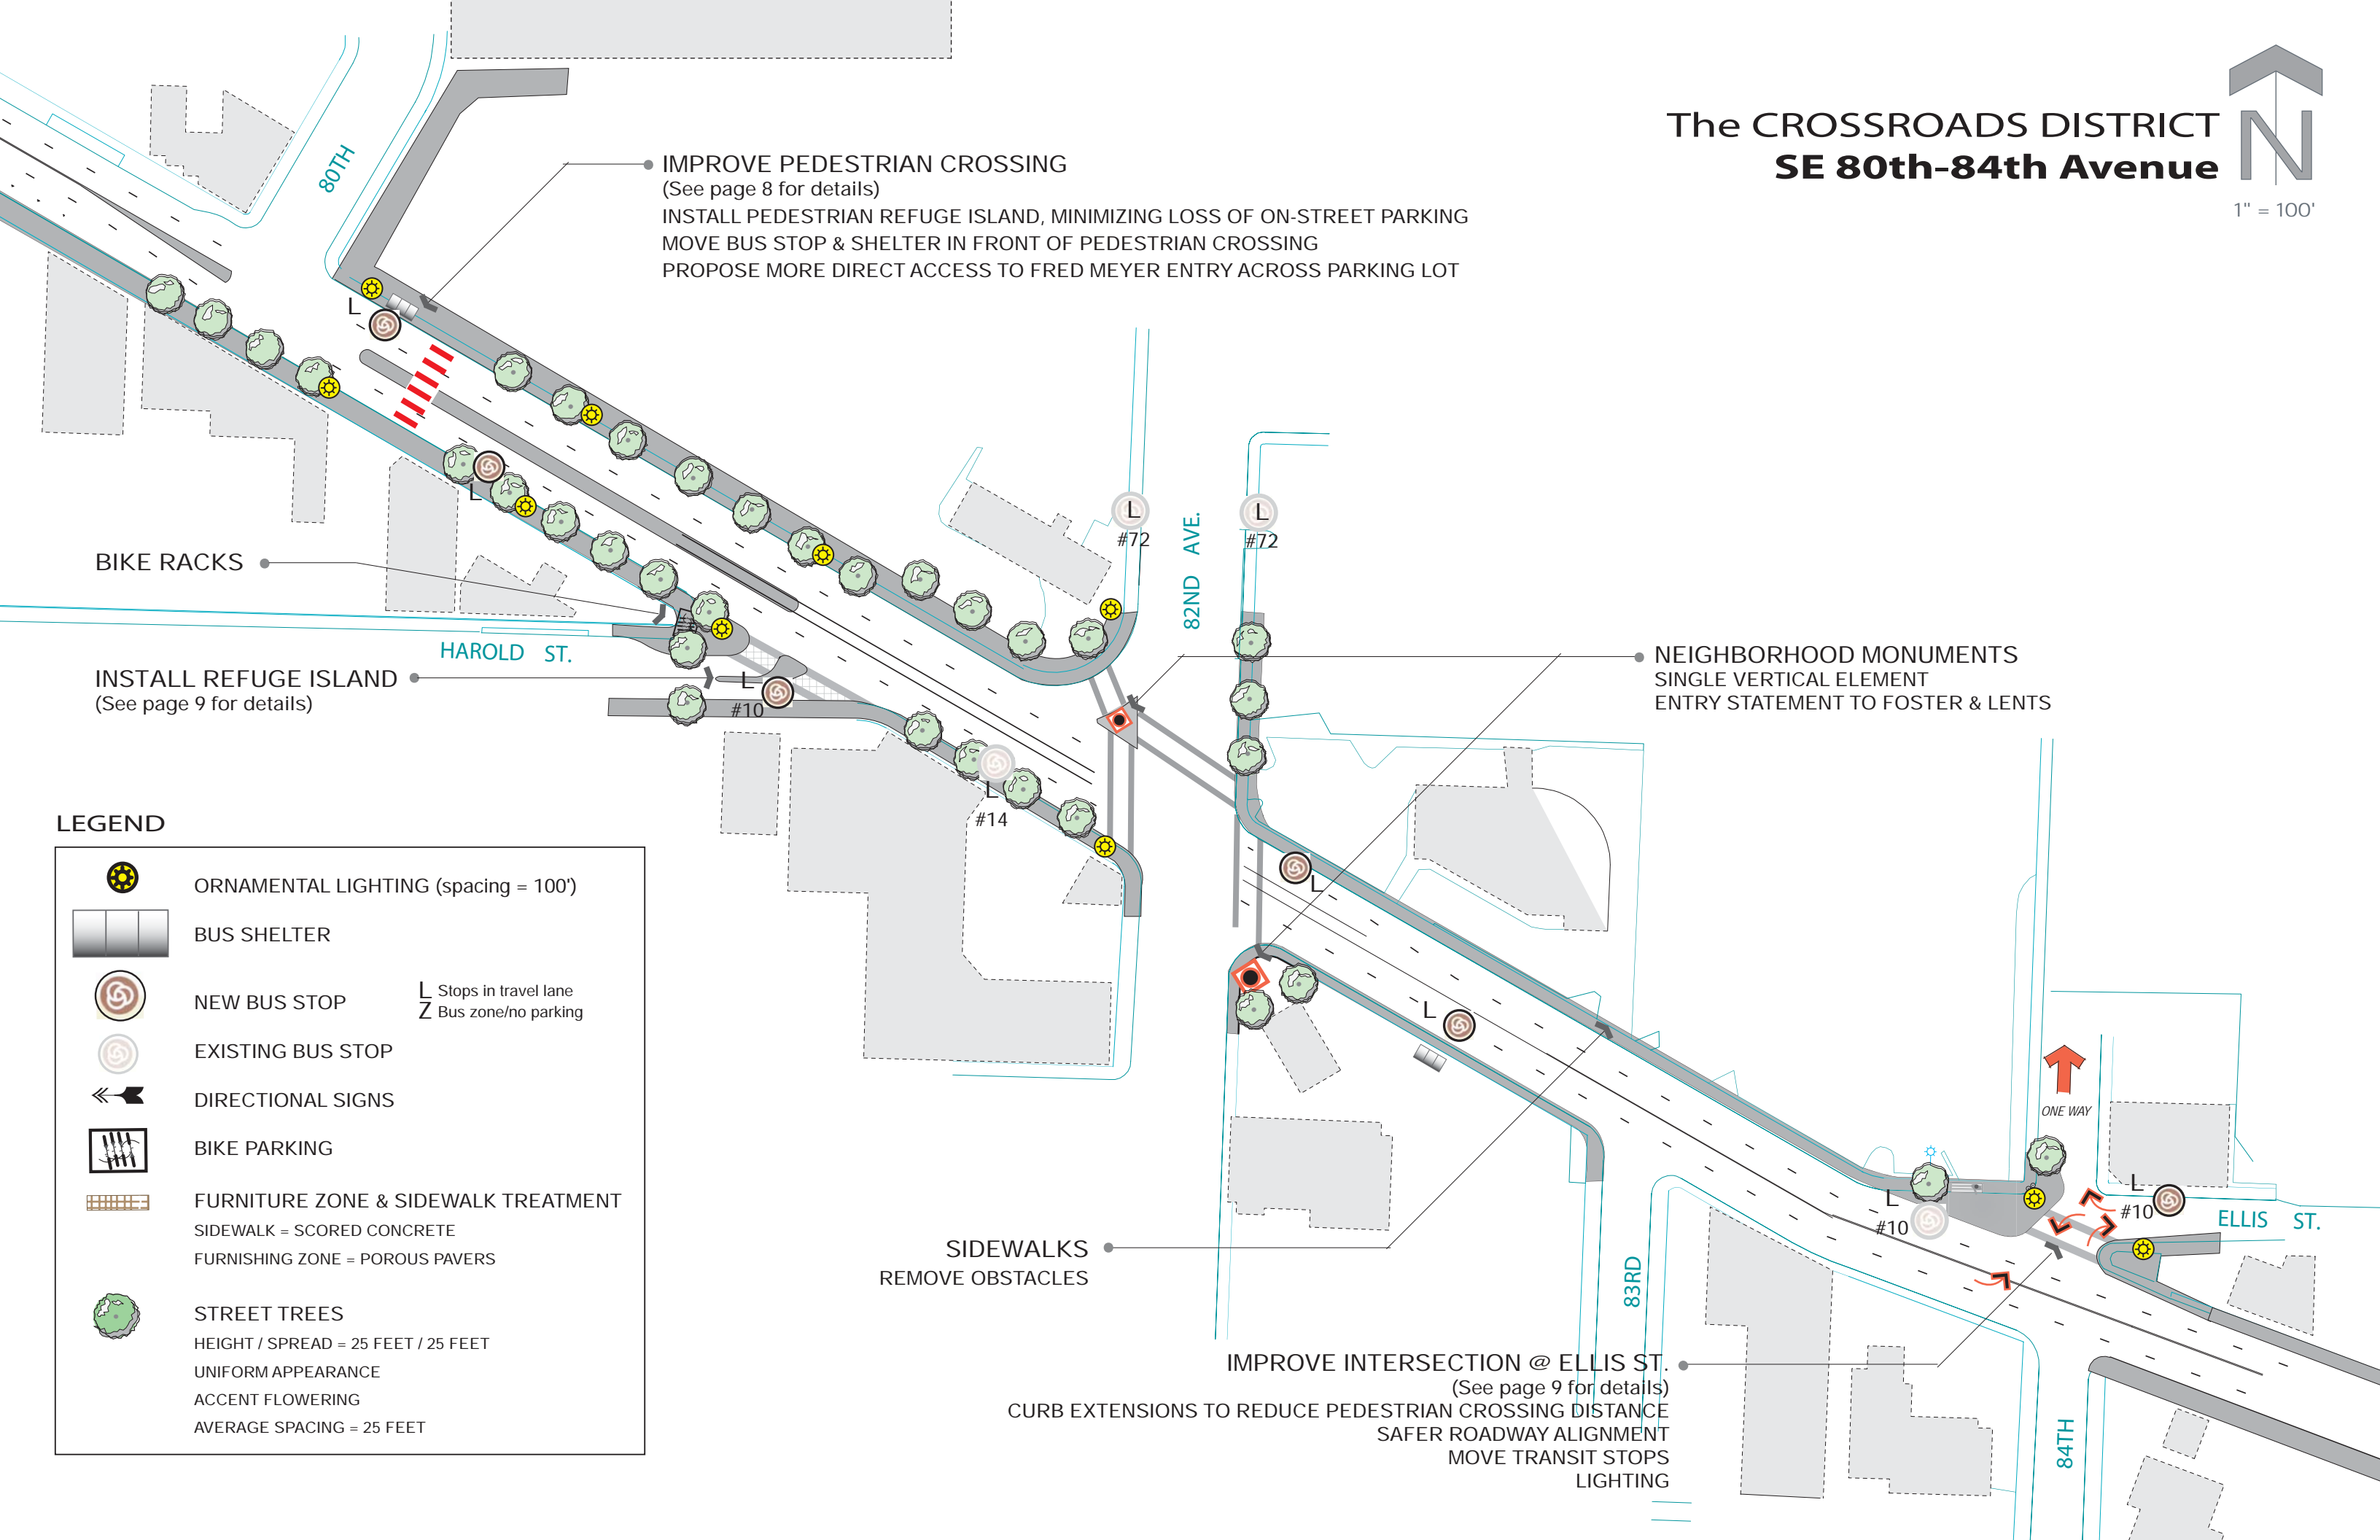 The CROSSROADS DISTRICT
SE 80th-84th Avenue
N
1" = 100'
80TH
IMPROVE PEDESTRIAN CROSSING
(See page 8 for details)
INSTALL PEDESTRIAN REFUGE ISLAND, MINIMIZING LOSS OF ON-STREET PARKING
MOVE BUS STOP & SHELTER IN FRONT OF PEDESTRIAN CROSSING
PROPOSE MORE DIRECT ACCESS TO FRED MEYER ENTRY ACROSS PARKING LOT
L
L
L
#72
L
#72
82ND AVE.
BIKE RACKS
HAROLD ST.
INSTALL REFUGE ISLAND
(See page 9 for details)
L
#10
NEIGHBORHOOD MONUMENTS
SINGLE VERTICAL ELEMENT
ENTRY STATEMENT TO FOSTER & LENTS
L
#14
L
L
LEGEND
ORNAMENTAL LIGHTING (spacing = 100')
BUS SHELTER
NEW BUS STOP
L Stops in travel lane
Z Bus zone/no parking
EXISTING BUS STOP
DIRECTIONAL SIGNS
BIKE PARKING
FURNITURE ZONE & SIDEWALK TREATMENT
SIDEWALK = SCORED CONCRETE
FURNISHING ZONE = POROUS PAVERS
STREET TREES
HEIGHT / SPREAD = 25 FEET / 25 FEET
UNIFORM APPEARANCE
ACCENT FLOWERING
AVERAGE SPACING = 25 FEET
ONE WAY
L
#10
L
#10
ELLIS ST.
SIDEWALKS
REMOVE OBSTACLES
83RD
IMPROVE INTERSECTION @ ELLIS ST.
(See page 9 for details)
CURB EXTENSIONS TO REDUCE PEDESTRIAN CROSSING DISTANCE
SAFER ROADWAY ALIGNMENT
MOVE TRANSIT STOPS
LIGHTING
84TH